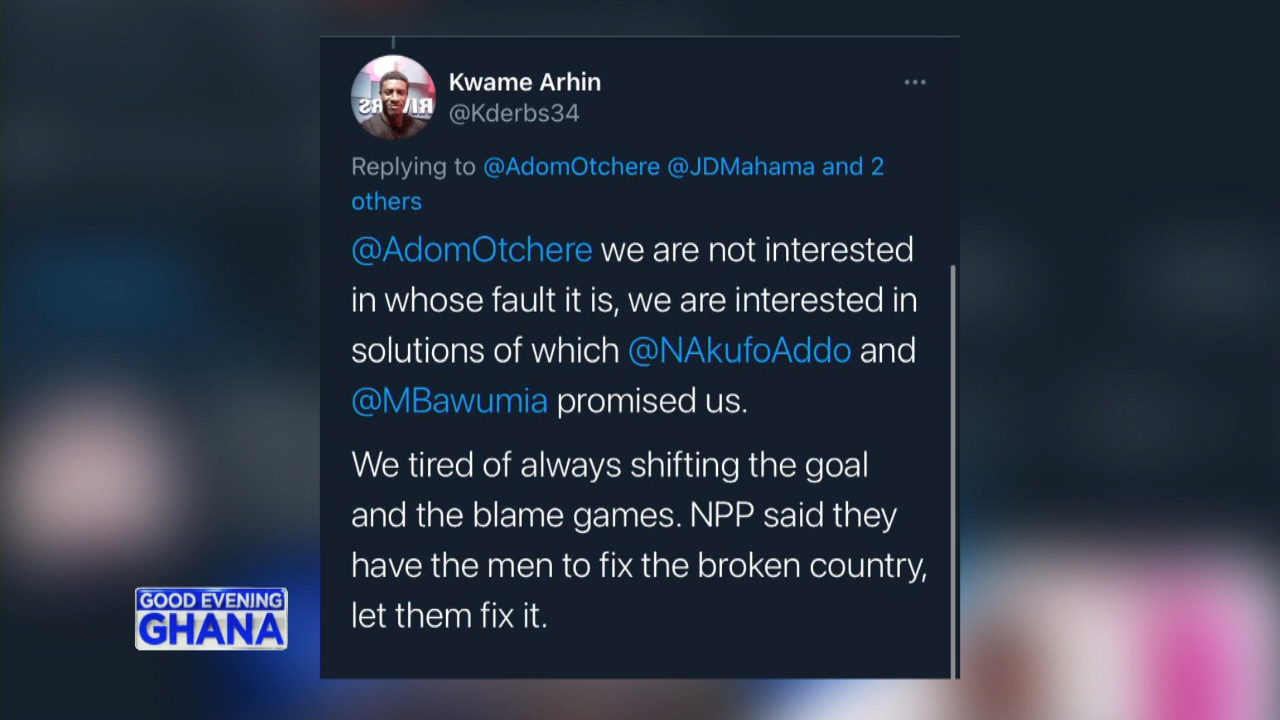 Kwame Arhin
@Kderbs34
Replying to @AdomOtchere @JDMahama and 2
others
@AdomOtchere we are not interested
in whose fault it is, we are interested in
solutions of which @NAkufoAddo and
@MBawumia promised us.
We tired of always shifting the goal
and the blame games. NPP said they
have the men to fix the broken country,
let them fix it.
GOOD EVENING
GHANA